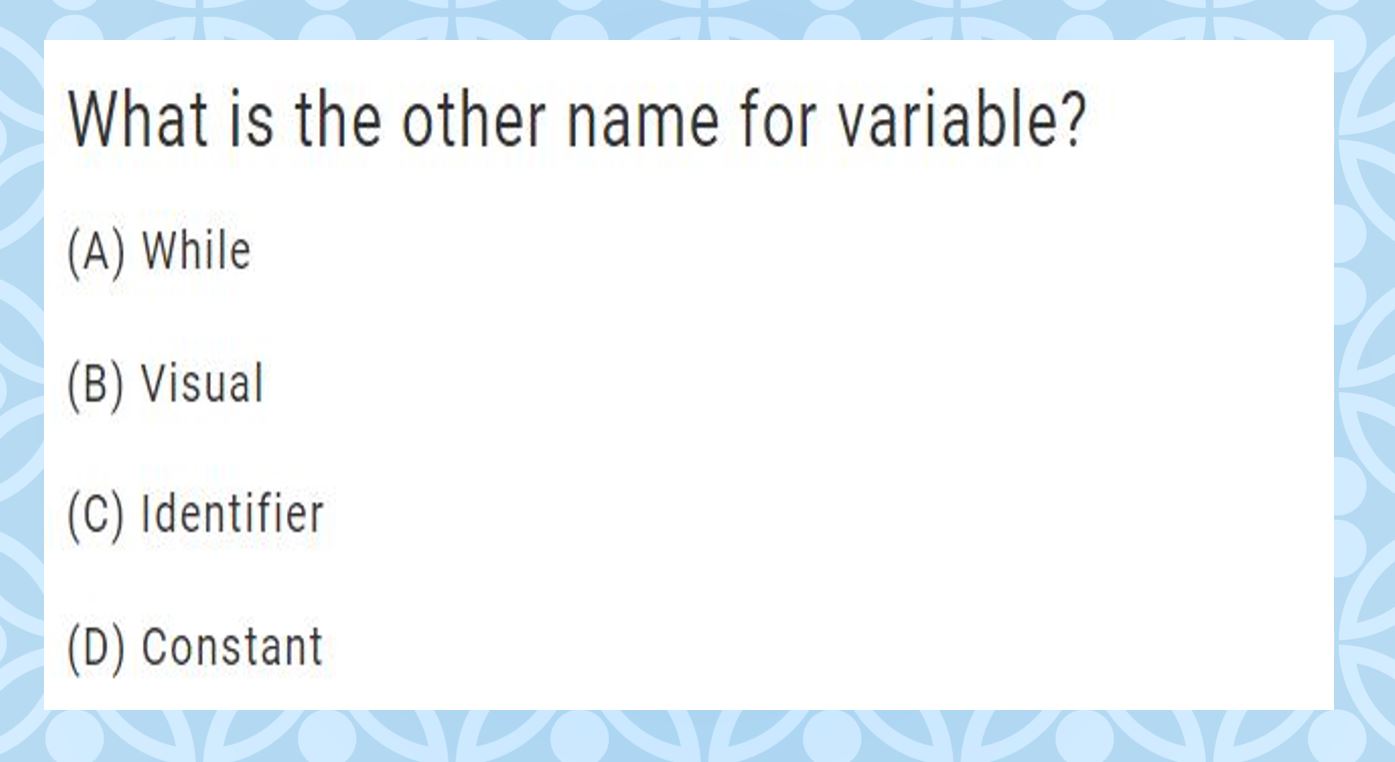 What is the other name for variable?
(A) While
(B) Visual
(C) Identifier
(D) Constant